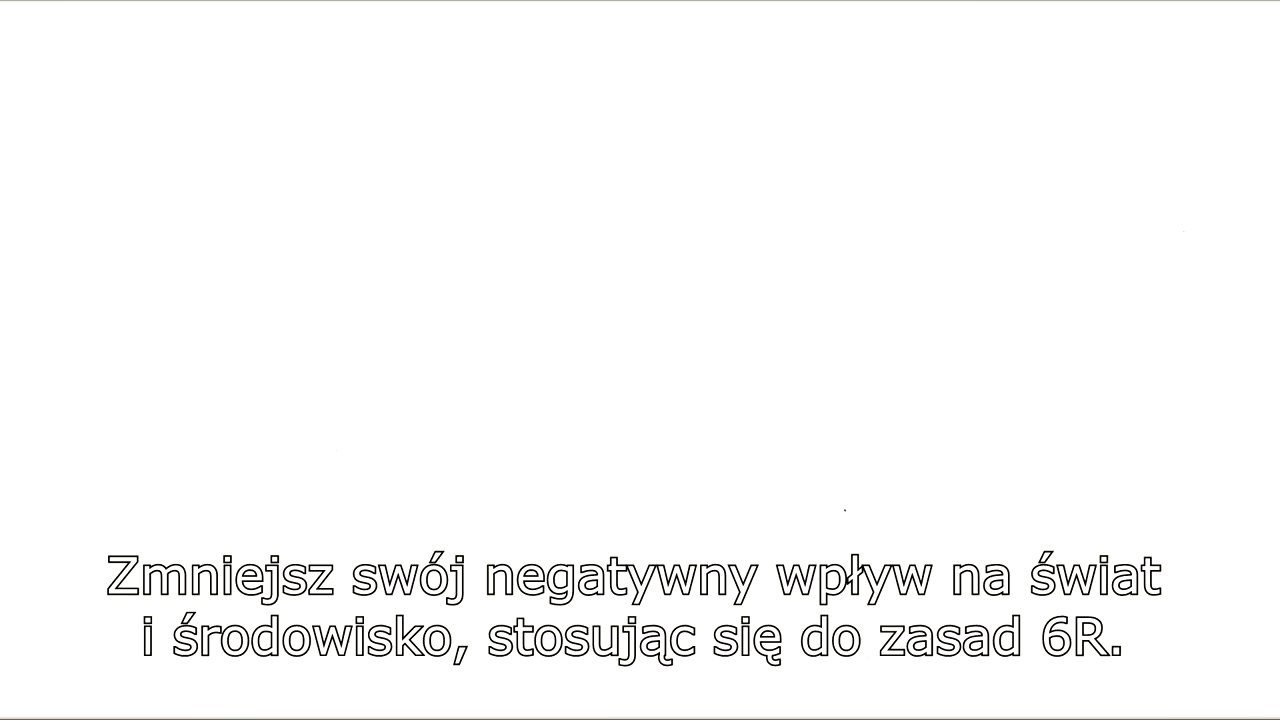 Zmniejsz swój negatywny wpływ na świat
i środowisko, stosując się do zasad 6R.